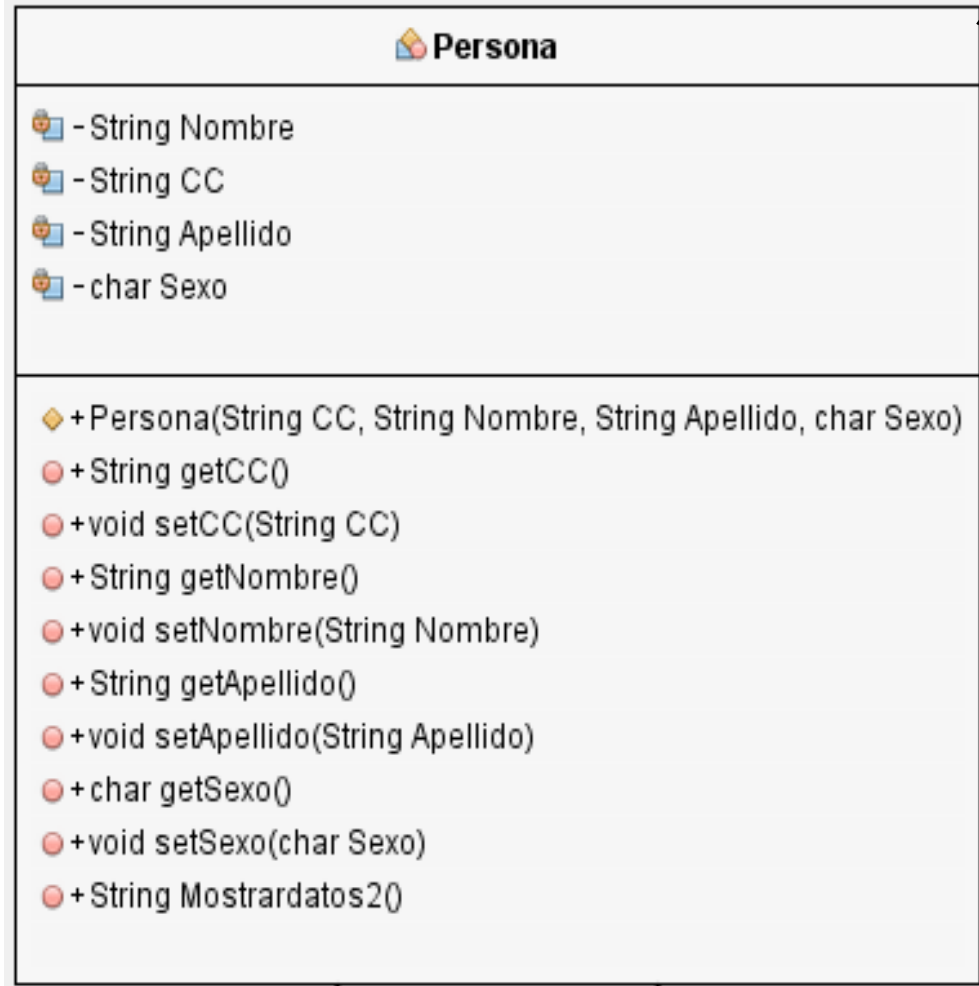 Persona
-String Nombre
-String CC
-String Apellido
-char Sexo
+Persona(String CC, String Nombre, String Apellido, char Sexo)
+String getCC()
+void setCC(String CC)
+String getNombre()
+void setNombre(String Nombre)
+String getApellido()
+void setApellido(String Apellido)
+char getSexo()
+void setSexo(char Sexo)
+String Mostrardatos2()